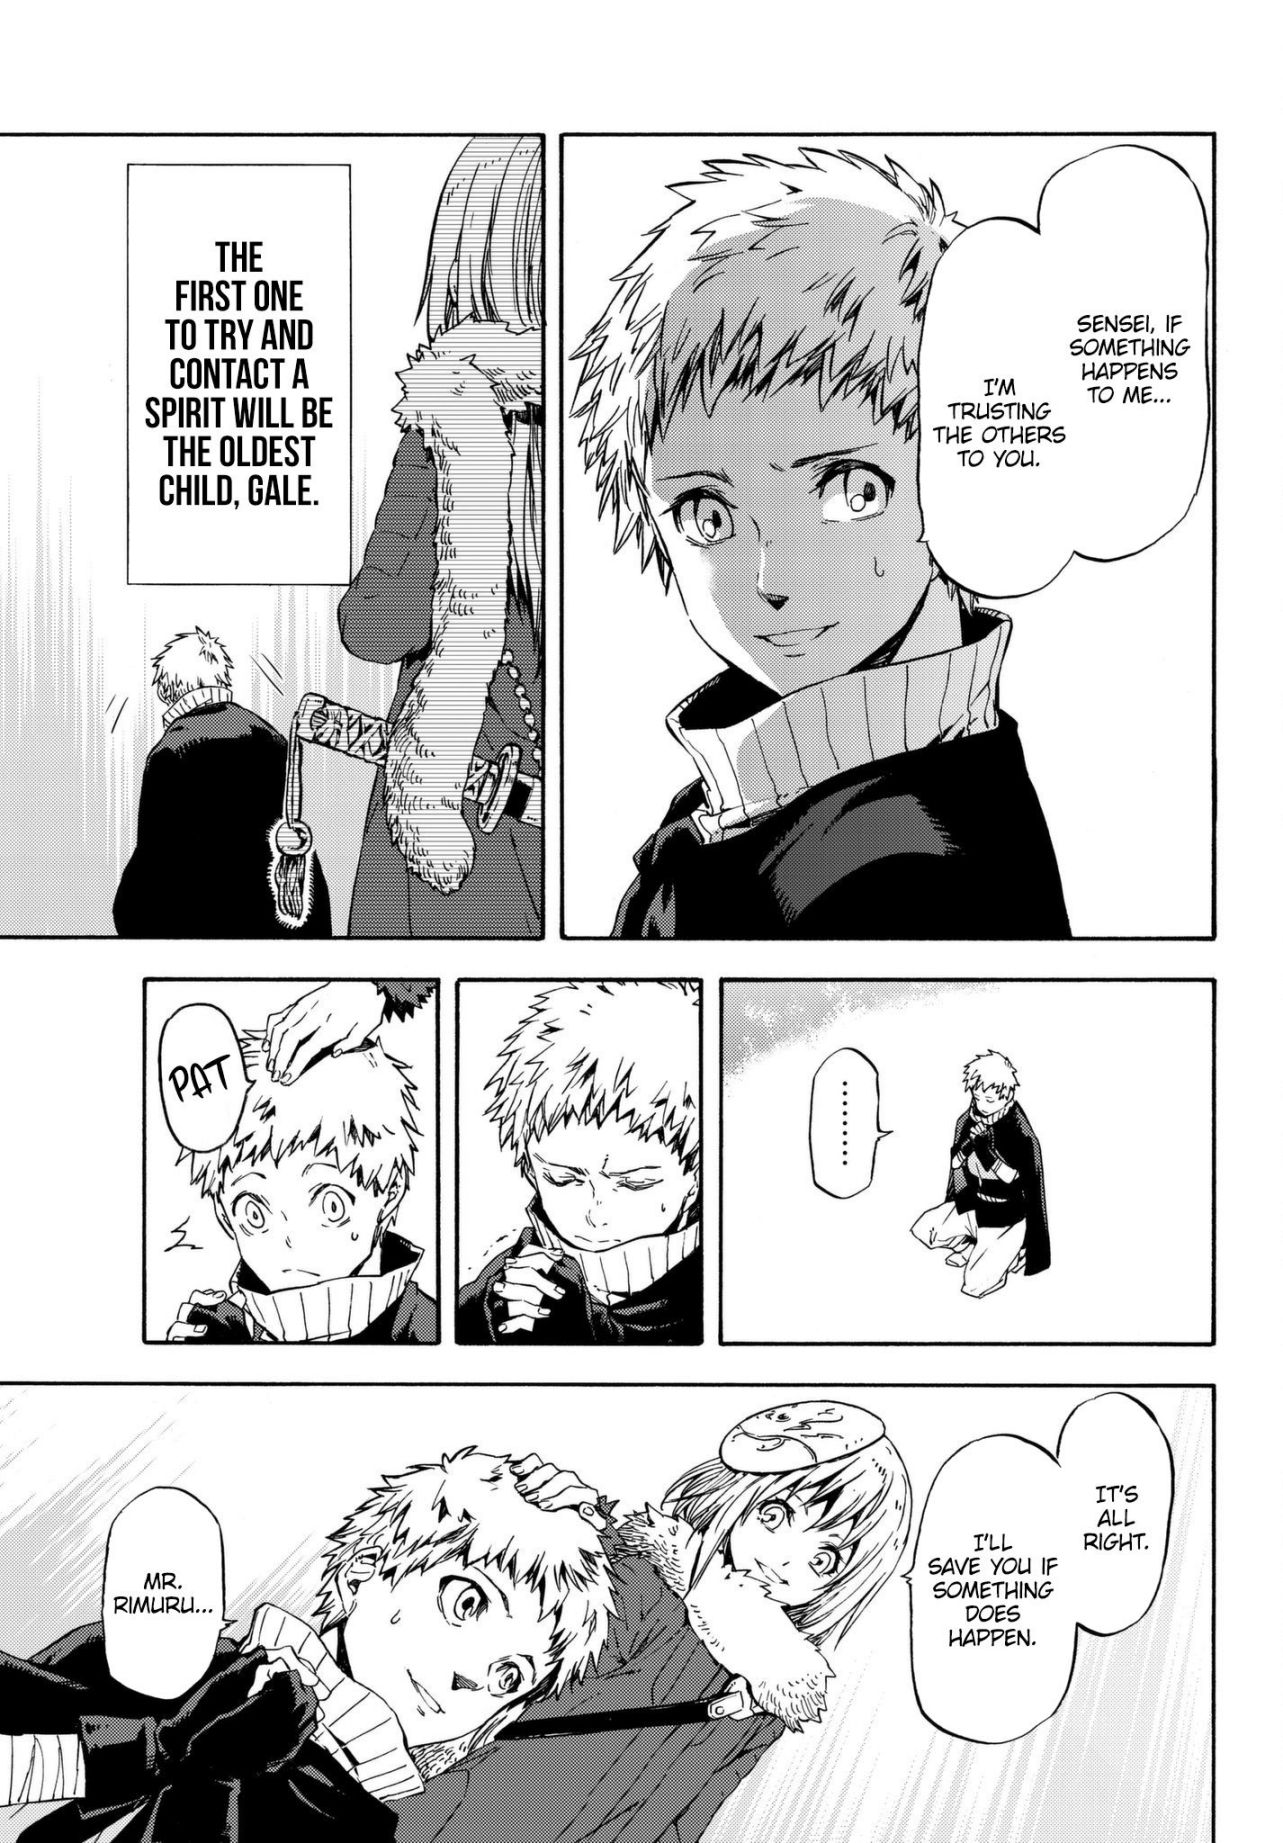 SENSEI, IF
SOMETHING
HAPPENS
TO ME...
I'M
TRUSTING
THE OTHERS
TO YOU.
THE
FIRST ONE
TO TRY AND
CONTACT A
SPIRIT WILL BE
THE OLDEST
CHILD, GALE.
.........
PAT
IT'S
ALL
RIGHT.
I'LL
SAVE YOU IF
SOMETHING
DOES
HAPPEN.
MR.
RIMURU...